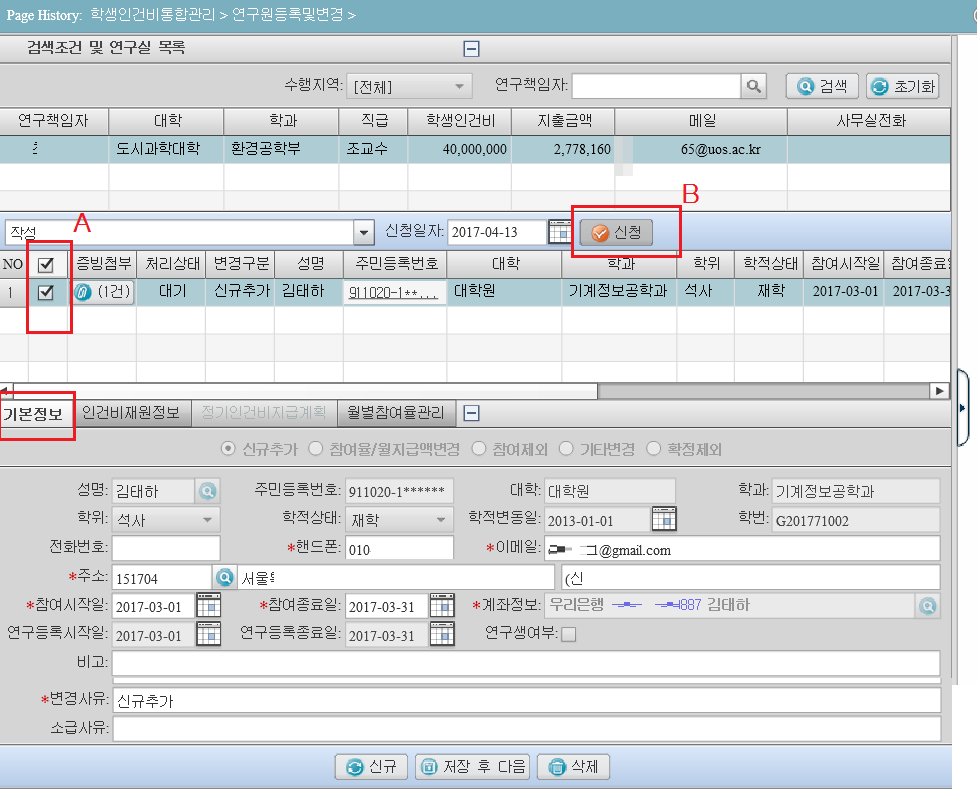 Page History: 학생인건비통합관리 > 연구원등록및변경 >
검색조건 및 연구실 목록
수행지역: [전체] 연구책임자: 검색 초기화
연구책임자 대학 학과 직급 학생인건비 지출금액 메일 사무실전화
도시과학대학 환경공학부 조교수 40,000,000 2,778,160 65@uos.ac.kr
A B
작성 신청일자: 2017-04-13 신청
NO 증빙첨부 처리상태 변경구분 성명 주민등록번호 대학 학과 학위 학적상태 참여시작일 참여종료일
1 (1건) 대기 신규추가 김태하 911020-1**... 대학원 기계정보공학과 석사 재학 2017-03-01 2017-03-3
기본정보 인건비재원정보 정기인건비지급계획 월별참여율관리
신규추가 참여율/월지급액변경 참여제외 기타변경 확정제외
성명: 김태하 주민등록번호: 911020-1****** 대학: 대학원 학과: 기계정보공학과
학위: 석사 학적상태: 재학 학적변동일: 2013-01-01 학번: G201771002
전화번호: *핸드폰: 010 *이메일: @gmail.com
*주소: 151704 서울 (신
*참여시작일: 2017-03-01 *참여종료일: 2017-03-31 *계좌정보: 우리은행 887 김태하
연구등록시작일: 2017-03-01 연구등록종료일: 2017-03-31 연구생여부:
비고:
*변경사유: 신규추가
소급사유:
신규 저장 후 다음 삭제